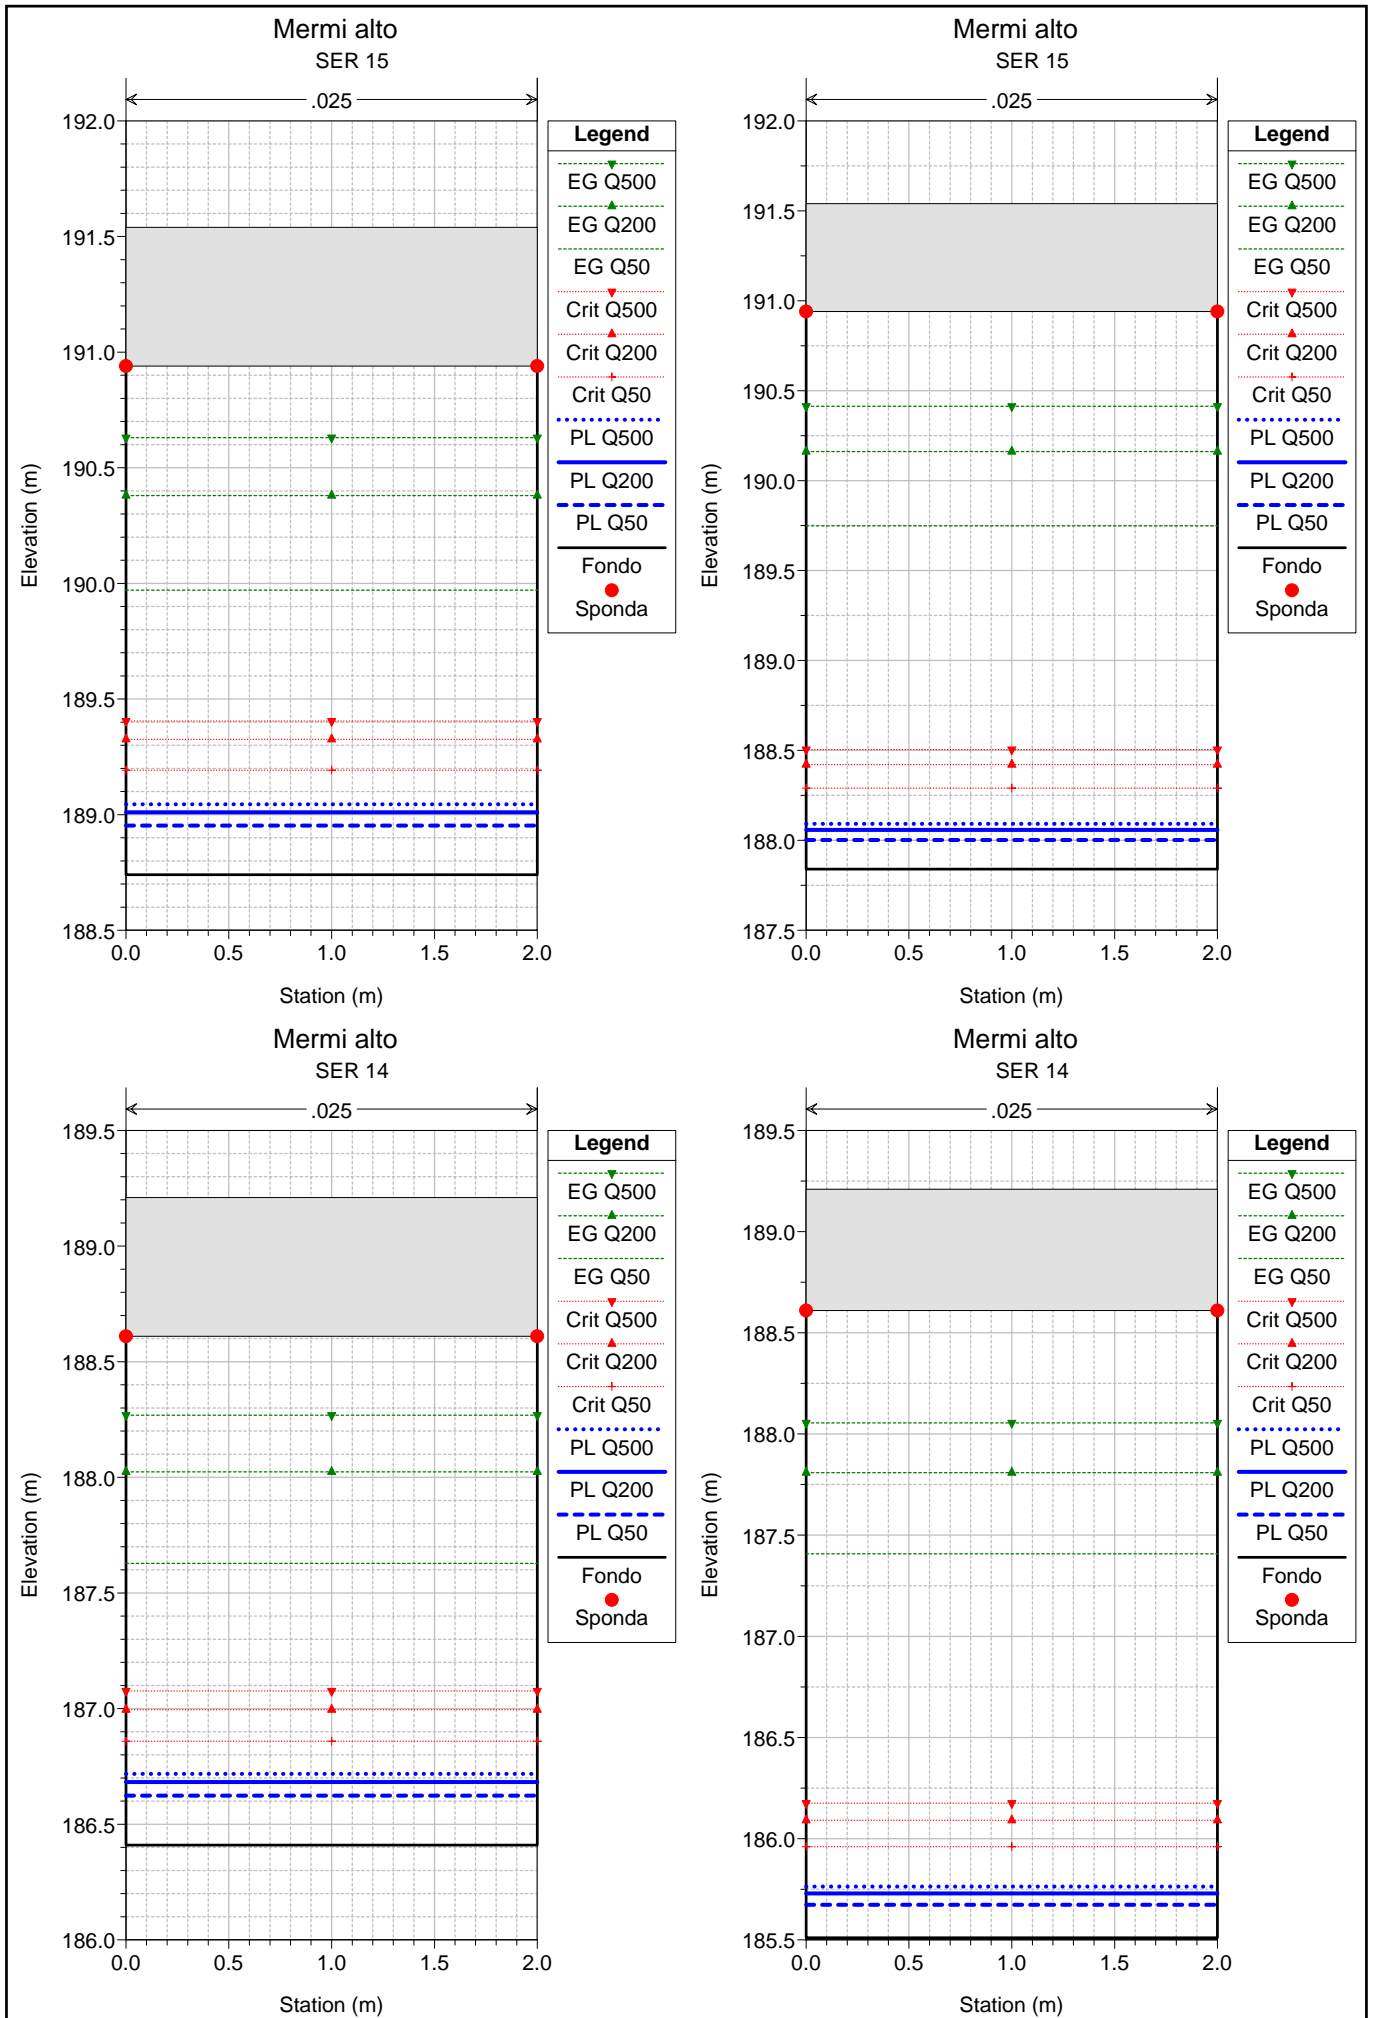 Mermi alto
SER 15
.025
192.0
191.5
191.0
190.5
190.0
189.5
189.0
188.5
0.0 0.5 1.0 1.5 2.0
Elevation (m)
Station (m)
Legend
EG Q500
EG Q200
EG Q50
Crit Q500
Crit Q200
Crit Q50
PL Q500
PL Q200
PL Q50
Fondo
Sponda
Mermi alto
SER 15
.025
192.0
191.5
191.0
190.5
190.0
189.5
189.0
188.5
188.0
187.5
0.0 0.5 1.0 1.5 2.0
Elevation (m)
Station (m)
Legend
EG Q500
EG Q200
EG Q50
Crit Q500
Crit Q200
Crit Q50
PL Q500
PL Q200
PL Q50
Fondo
Sponda
Mermi alto
SER 14
.025
189.5
189.0
188.5
188.0
187.5
187.0
186.5
186.0
0.0 0.5 1.0 1.5 2.0
Elevation (m)
Station (m)
Legend
EG Q500
EG Q200
EG Q50
Crit Q500
Crit Q200
Crit Q50
PL Q500
PL Q200
PL Q50
Fondo
Sponda
Mermi alto
SER 14
.025
189.5
189.0
188.5
188.0
187.5
187.0
186.5
186.0
185.5
0.0 0.5 1.0 1.5 2.0
Elevation (m)
Station (m)
Legend
EG Q500
EG Q200
EG Q50
Crit Q500
Crit Q200
Crit Q50
PL Q500
PL Q200
PL Q50
Fondo
Sponda